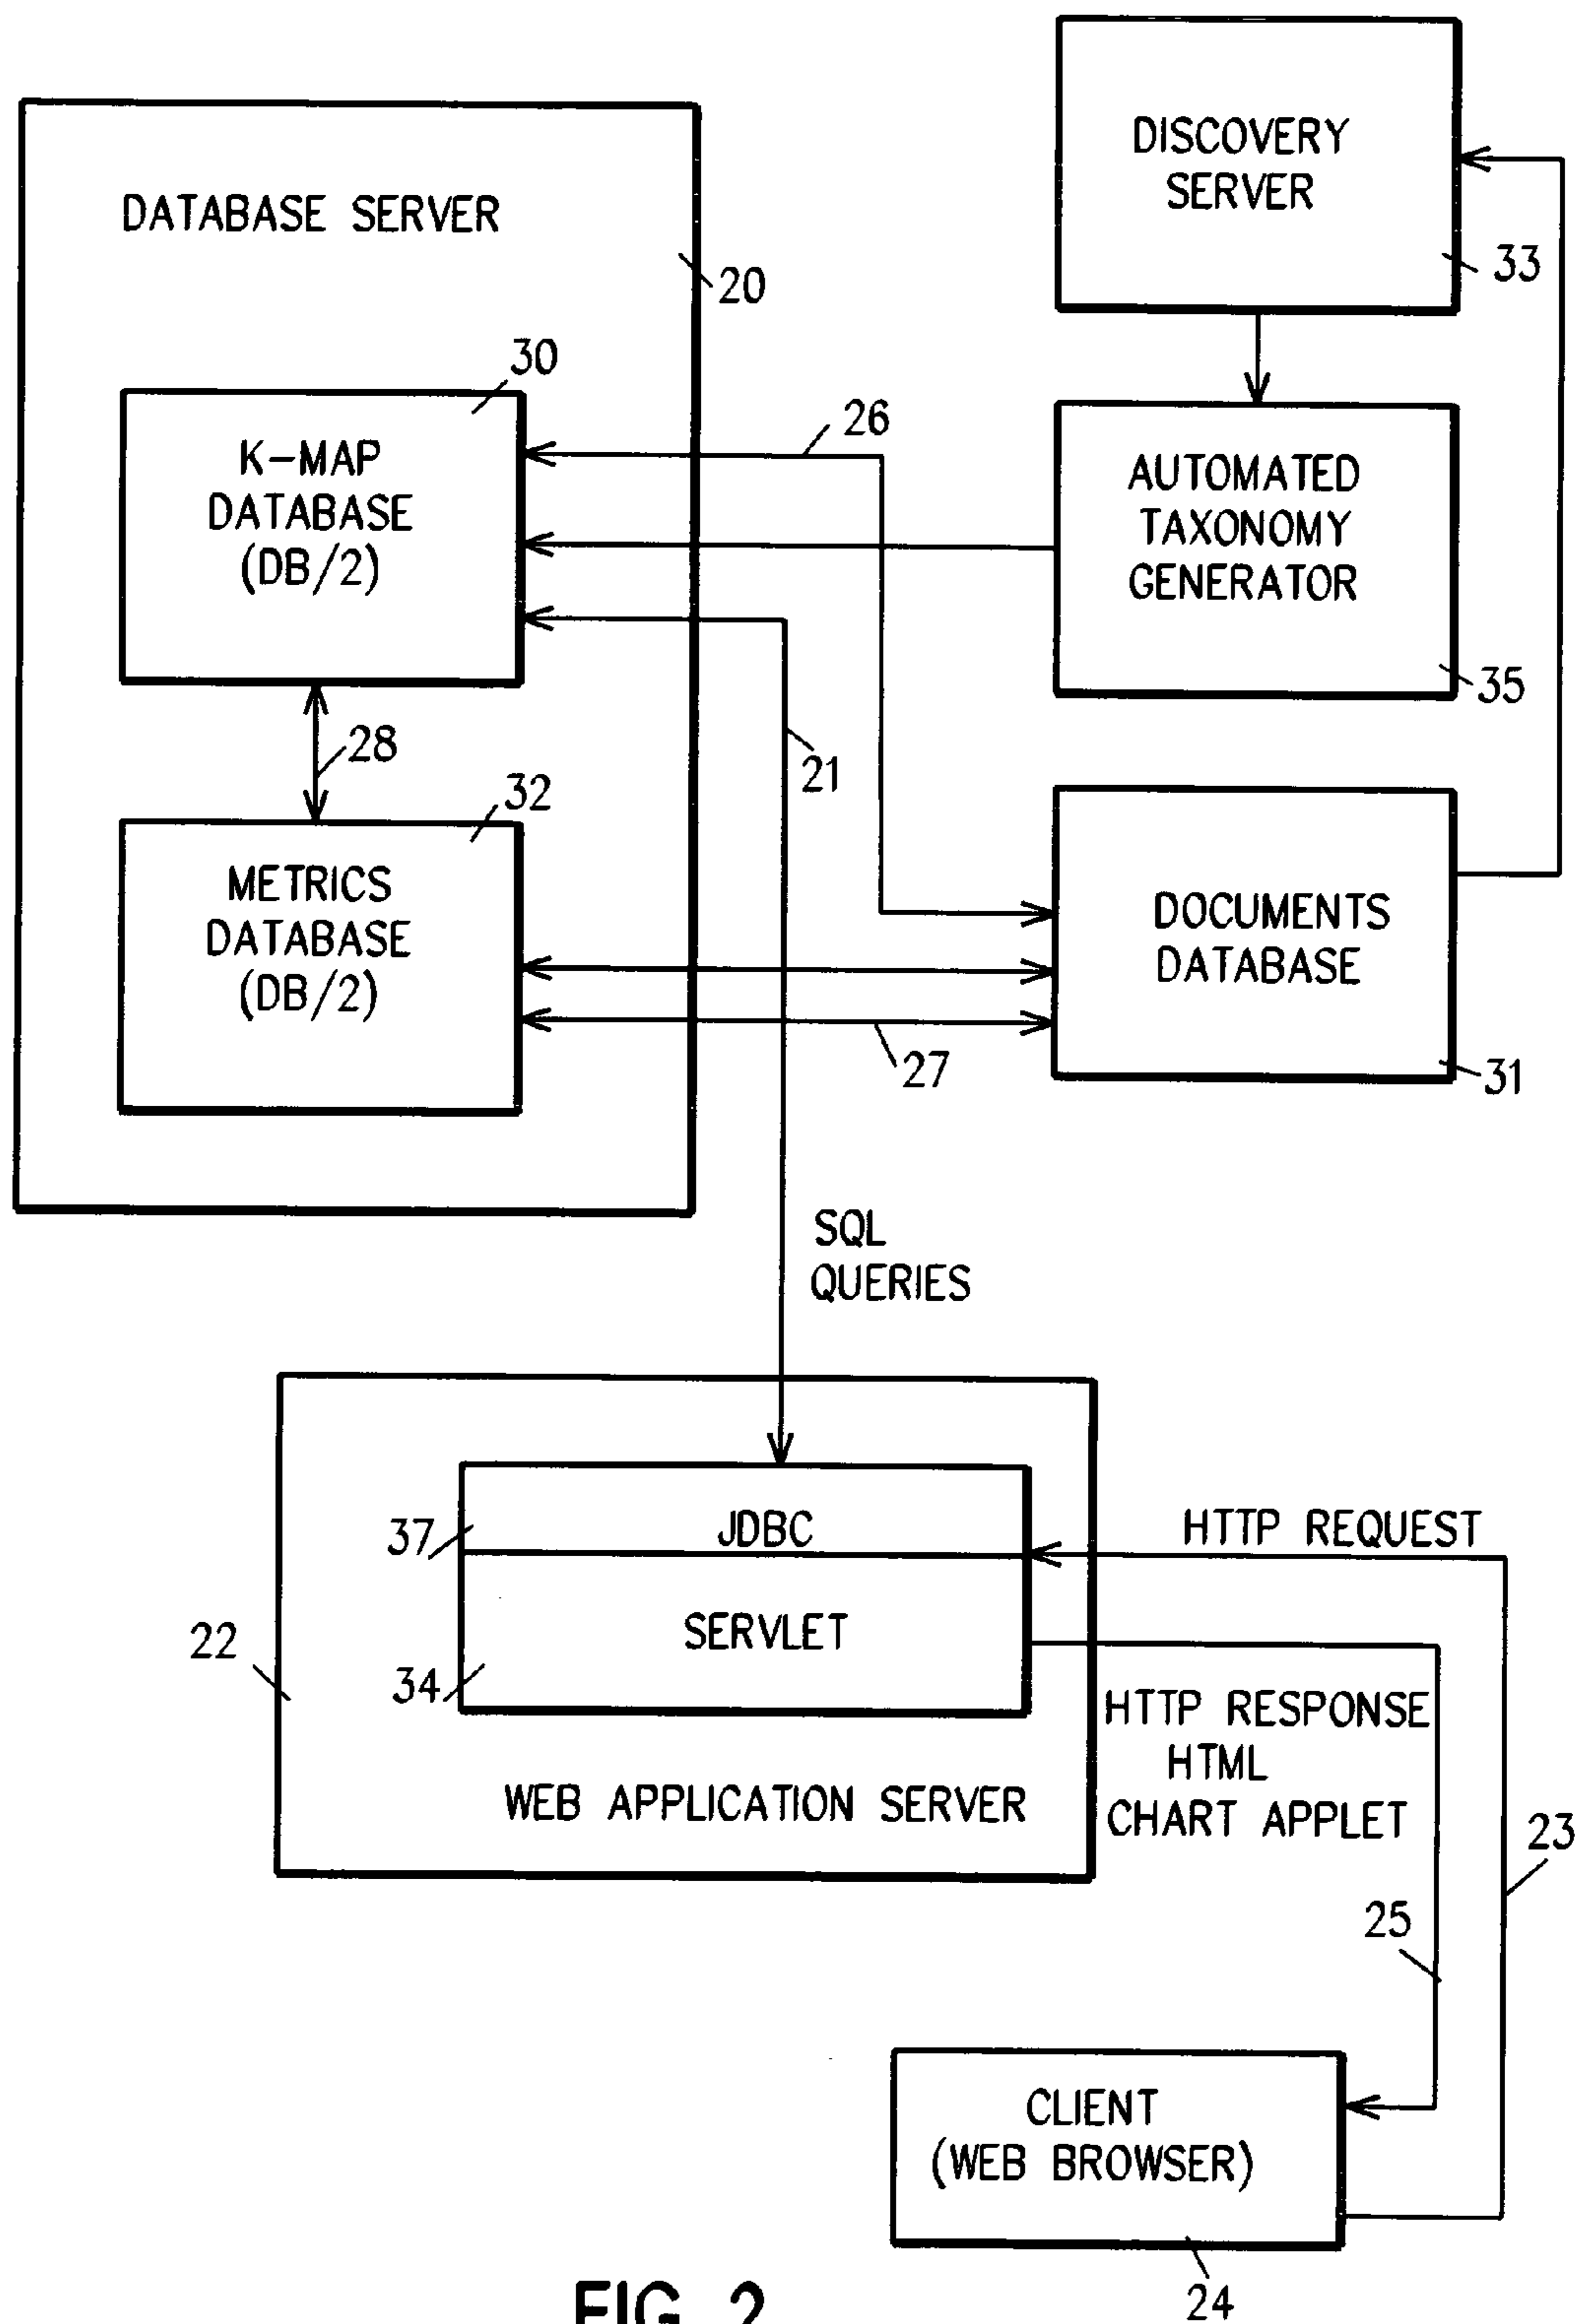 DISCOVERY
SERVER
33
DATABASE SERVER
20
30
K-MAP
DATABASE
(DB/2)
26
AUTOMATED
TAXONOMY
GENERATOR
35
28
21
32
METRICS
DATABASE
(DB/2)
DOCUMENTS
DATABASE
27
31
SQL
QUERIES
37
JDBC
HTTP REQUEST
22
SERVLET
34
HTTP RESPONSE
HTML
CHART APPLET
WEB APPLICATION SERVER
23
25
CLIENT
(WEB BROWSER)
24
FIG. 2